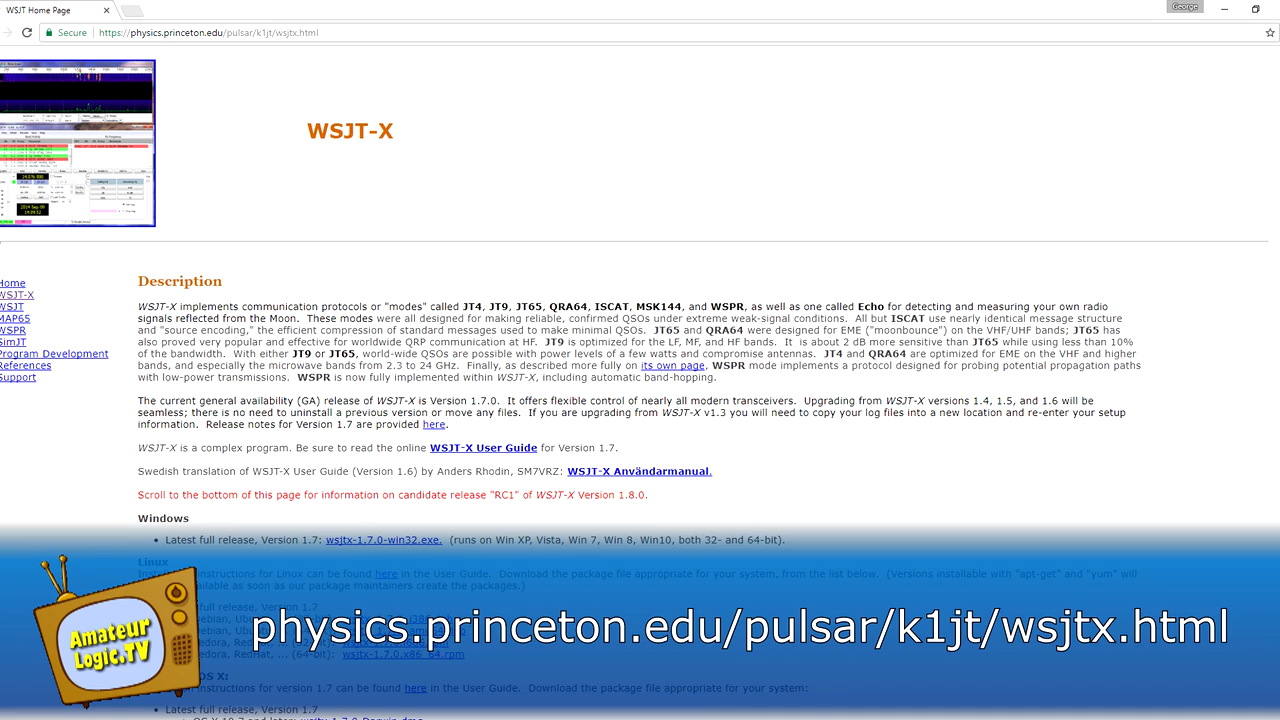 WSJT Home Page
George
Secure
https://physics.princeton.edu/pulsar/k1jt/wsjtx.html
WSJT-X
Home
WSJT-X
WSJT
MAP65
WSPR
SimJT
Program Development
References
Support
Description
WSJT-X implements communication protocols or "modes" called JT4, JT9, JT65, QRA64, ISCAT, MSK144, and WSPR, as well as one called Echo for detecting and measuring your own radio
signals reflected from the Moon. These modes were all designed for making reliable, confirmed QSOs under extreme weak-signal conditions. All but ISCAT use nearly identical message structure
and "source encoding," the efficient compression of standard messages used to make minimal QSOs. JT65 and QRA64 were designed for EME ("moonbounce") on the VHF/UHF bands; JT65 has
also proved very popular and effective for worldwide QRP communication at HF. JT9 is optimized for the LF, MF, and HF bands. It is about 2 dB more sensitive than JT65 while using less than 10%
of the bandwidth. With either JT9 or JT65, world-wide QSOs are possible with power levels of a few watts and compromise antennas. JT4 and QRA64 are optimized for EME on the VHF and higher
bands, and especially the microwave bands from 2.3 to 24 GHz. Finally, as described more fully on its own page, WSPR mode implements a protocol designed for probing potential propagation paths
with low-power transmissions. WSPR is now fully implemented within WSJT-X, including automatic band-hopping.
The current general availability (GA) release of WSJT-X is Version 1.7.0. It offers flexible control of nearly all modern transceivers. Upgrading from WSJT-X versions 1.4, 1.5, and 1.6 will be
seamless; there is no need to uninstall a previous version or move any files. If you are upgrading from WSJT-X v1.3 you will need to copy your log files into a new location and re-enter your setup
information. Release notes for Version 1.7 are provided here.
WSJT-X is a complex program. Be sure to read the online WSJT-X User Guide for Version 1.7.
Swedish translation of WSJT-X User Guide (Version 1.6) by Anders Rhodin, SM7VRZ: WSJT-X Användarmanual.
Scroll to the bottom of this page for information on candidate release "RC1" of WSJT-X Version 1.8.0.
Windows
• Latest full release, Version 1.7: wsjtx-1.7.0-win32.exe. (runs on Win XP, Vista, Win 7, Win 8, Win10, both 32- and 64-bit).
Linux
instructions for Linux can be found here in the User Guide. Download the package file appropriate for your system, from the list below. (Versions installable with "apt-get" and "yum" will
available as soon as our package maintainers create the packages.)
full release, Version 1.7
Amateur
Logic.TV
physics.princeton.edu/pulsar/k1jt/wsjtx.html
(64-bit): wsjtx-1.7.0.x86_64.rpm
OS X:
instructions for version 1.7 can be found here in the User Guide. Download the package file appropriate for your system:
• Latest full release, Version 1.7